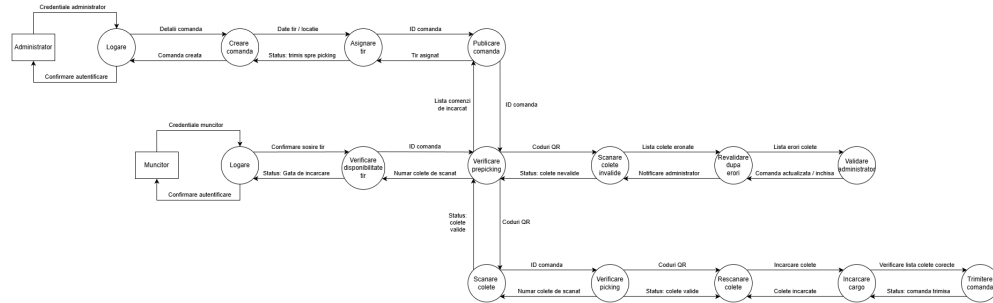 Credentiale administrator
Administrator
Logare
Confirmare autentificare
Detalii comanda
Comanda creata
Creare
comanda
Date tir / locatie
Status: trimis spre picking
Asignare
tir
ID comanda
Tir asignat
Publicare
comanda
Lista comenzi
de incarcat
ID comanda
Credentiale muncitor
Muncitor
Logare
Confirmare autentificare
Confirmare sosire tir
Status: Gata de incarcare
Verificare
disponibilitate
tir
ID comanda
Numar colete de scanat
Verificare
prepicking
Coduri QR
Status: colete nevalide
Scanare
colete
invalide
Lista colete eronate
Notificare administrator
Revalidare
dupa
erori
Lista erori colete
Comanda actualizata / inchisa
Validare
administrator
Status:
colete
valide
Coduri QR
Scanare
colete
ID comanda
Numar colete de scanat
Verificare
picking
Coduri QR
Status: colete valide
Rescanare
colete
Incarcare colete
Colete incarcate
Incarcare
cargo
Verificare lista colete corecte
Status: comanda trimisa
Trimitere
comanda